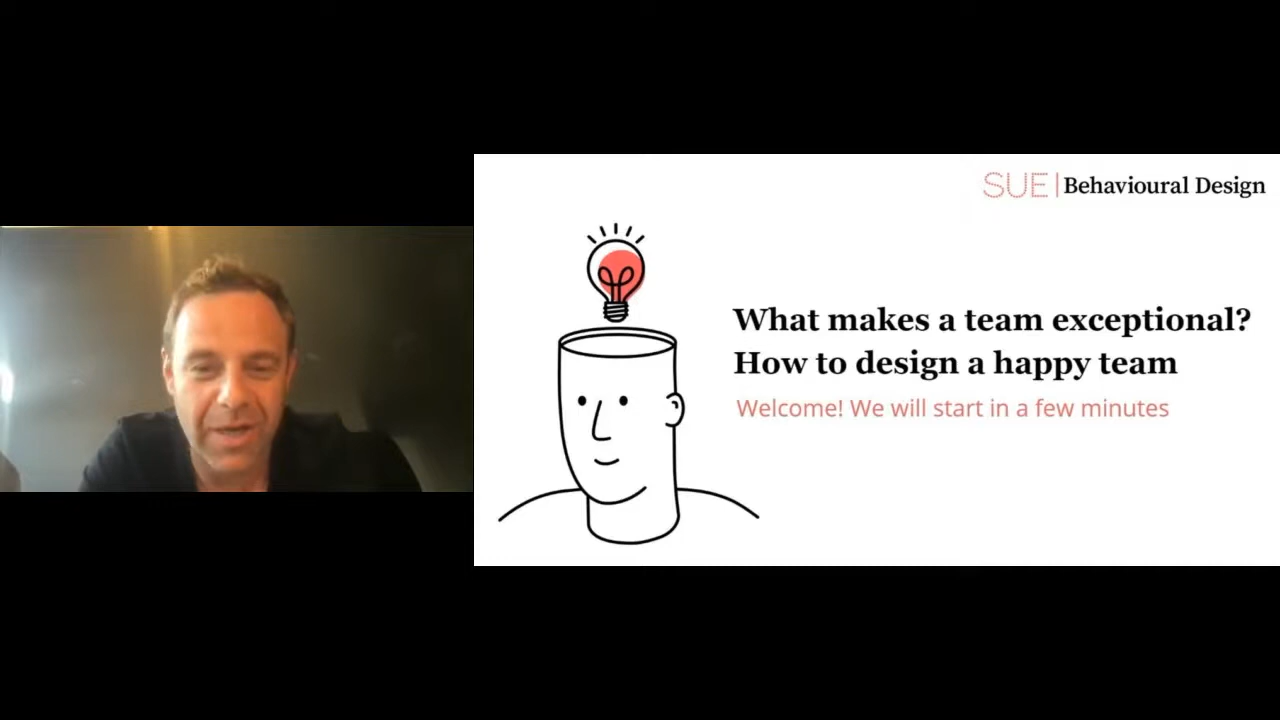 SUE | Behavioural Design
What makes a team exceptional?
How to design a happy team
Welcome! We will start in a few minutes